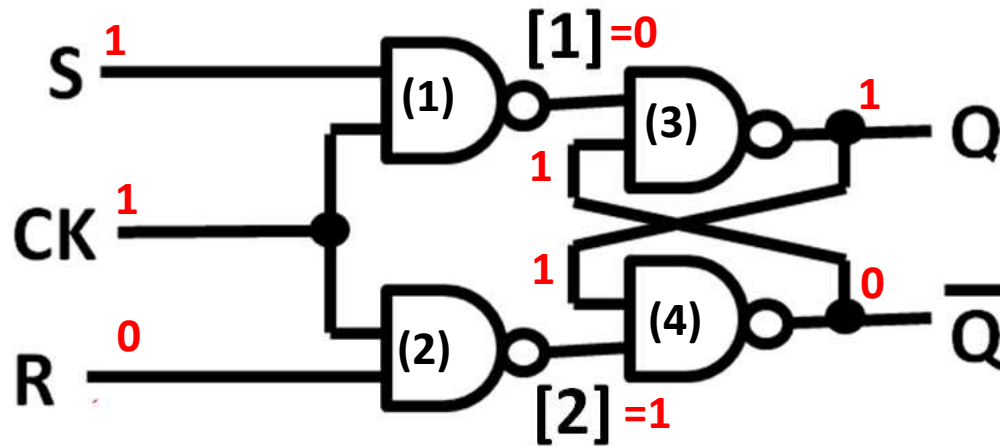 S 1
CK 1
R 0
(1)
(2)
[1] =0
[2] =1
1
(3)
1
(4)
1
Q
0
Q̅